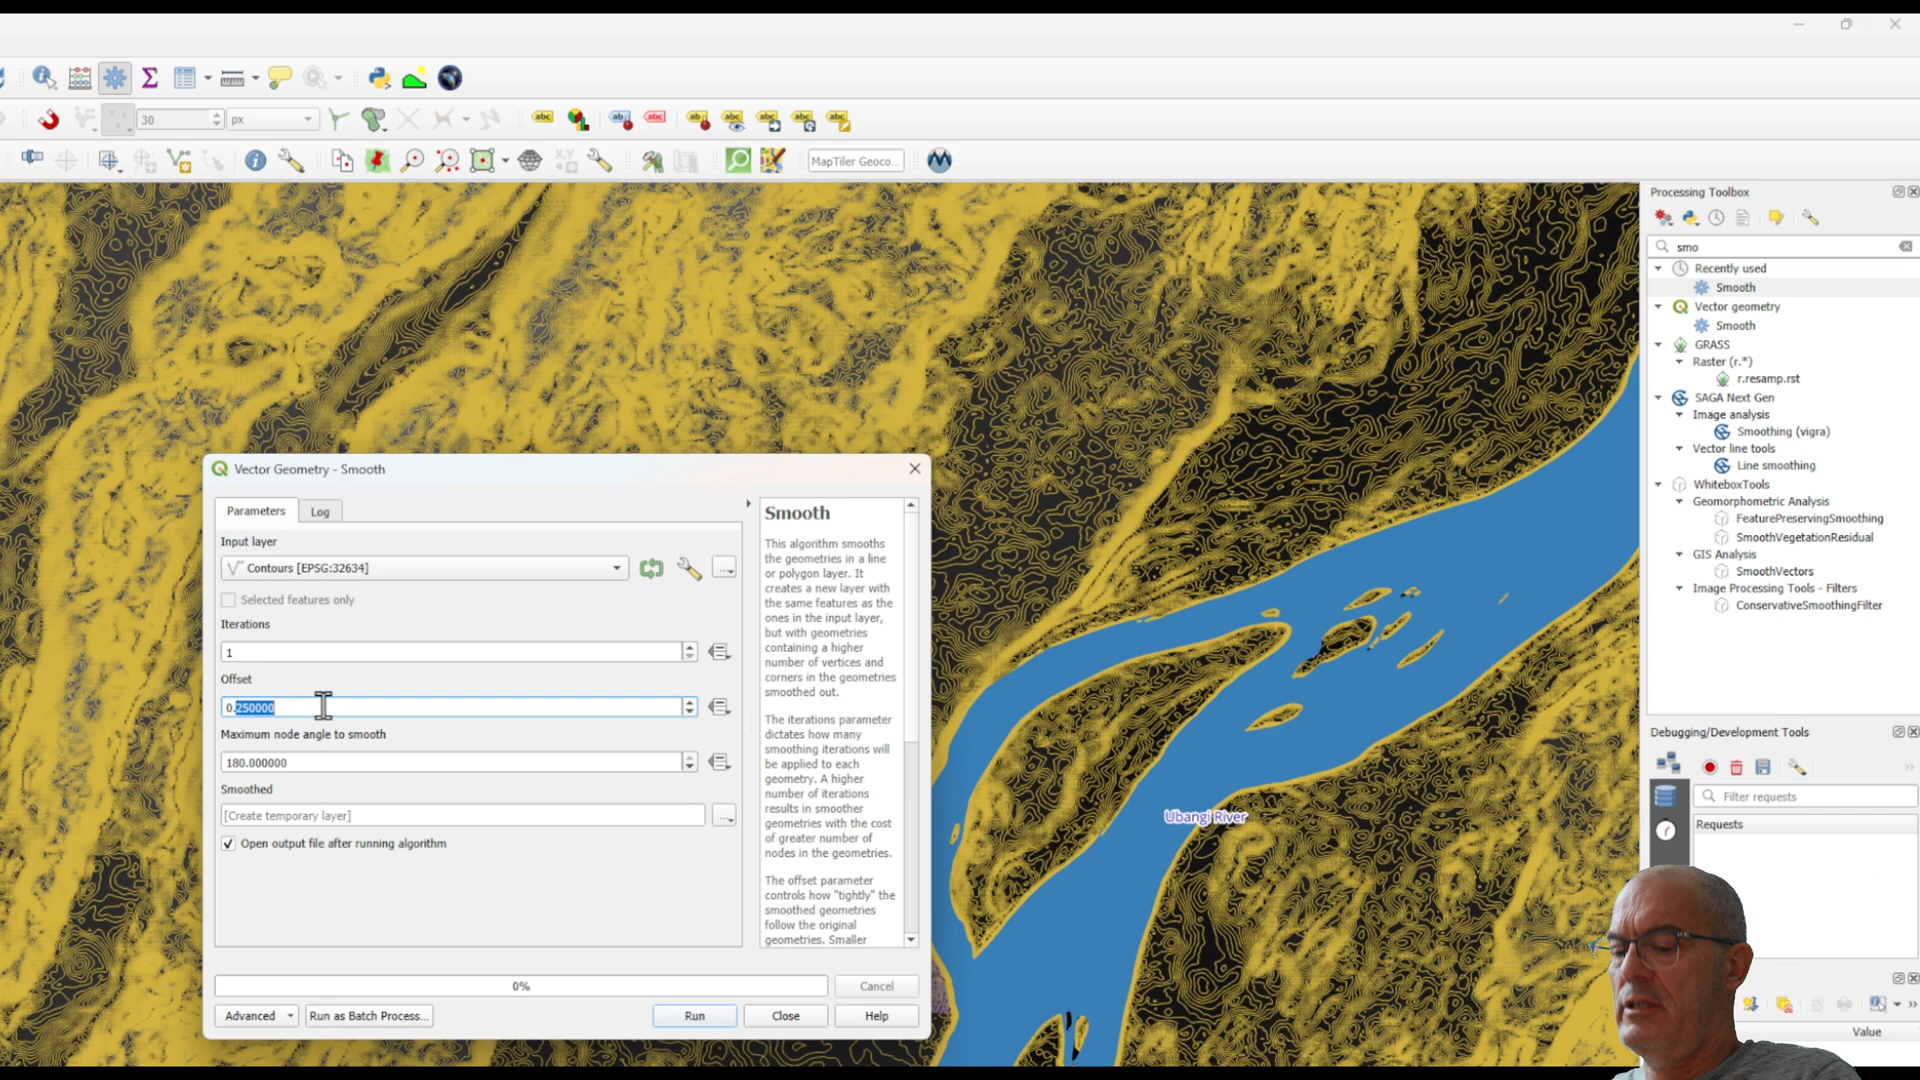 30
px
abc
abc
abc
abc
abc
abc
abc
abc
MapTiler Geoco...
Processing Toolbox
smo
Recently used
Smooth
Vector geometry
Smooth
GRASS
Raster (r.*)
r.resamp.rst
SAGA Next Gen
Image analysis
Smoothing (vigra)
Vector line tools
Line smoothing
WhiteboxTools
Geomorphometric Analysis
FeaturePreservingSmoothing
SmoothVegetationResidual
GIS Analysis
SmoothVectors
Image Processing Tools - Filters
ConservativeSmoothingFilter
Vector Geometry - Smooth
Parameters
Log
Input layer
Contours [EPSG:32634]
Selected features only
Iterations
1
Offset
0.250000
Maximum node angle to smooth
180.000000
Smoothed
[Create temporary layer]
Open output file after running algorithm
Smooth
This algorithm smooths
the geometries in a line
or polygon layer. It
creates a new layer with
the same features as the
ones in the input layer,
but with geometries
containing a higher
number of vertices and
corners in the geometries
smoothed out.
The iterations parameter
dictates how many
smoothing iterations will
be applied to each
geometry. A higher
number of iterations
results in smoother
geometries with the cost
of greater number of
nodes in the geometries.
The offset parameter
controls how "tightly" the
smoothed geometries
follow the original
geometries. Smaller
0%
Cancel
Advanced
Run as Batch Process...
Run
Close
Help
Ubangi River
Debugging/Development Tools
Filter requests
Requests
Value